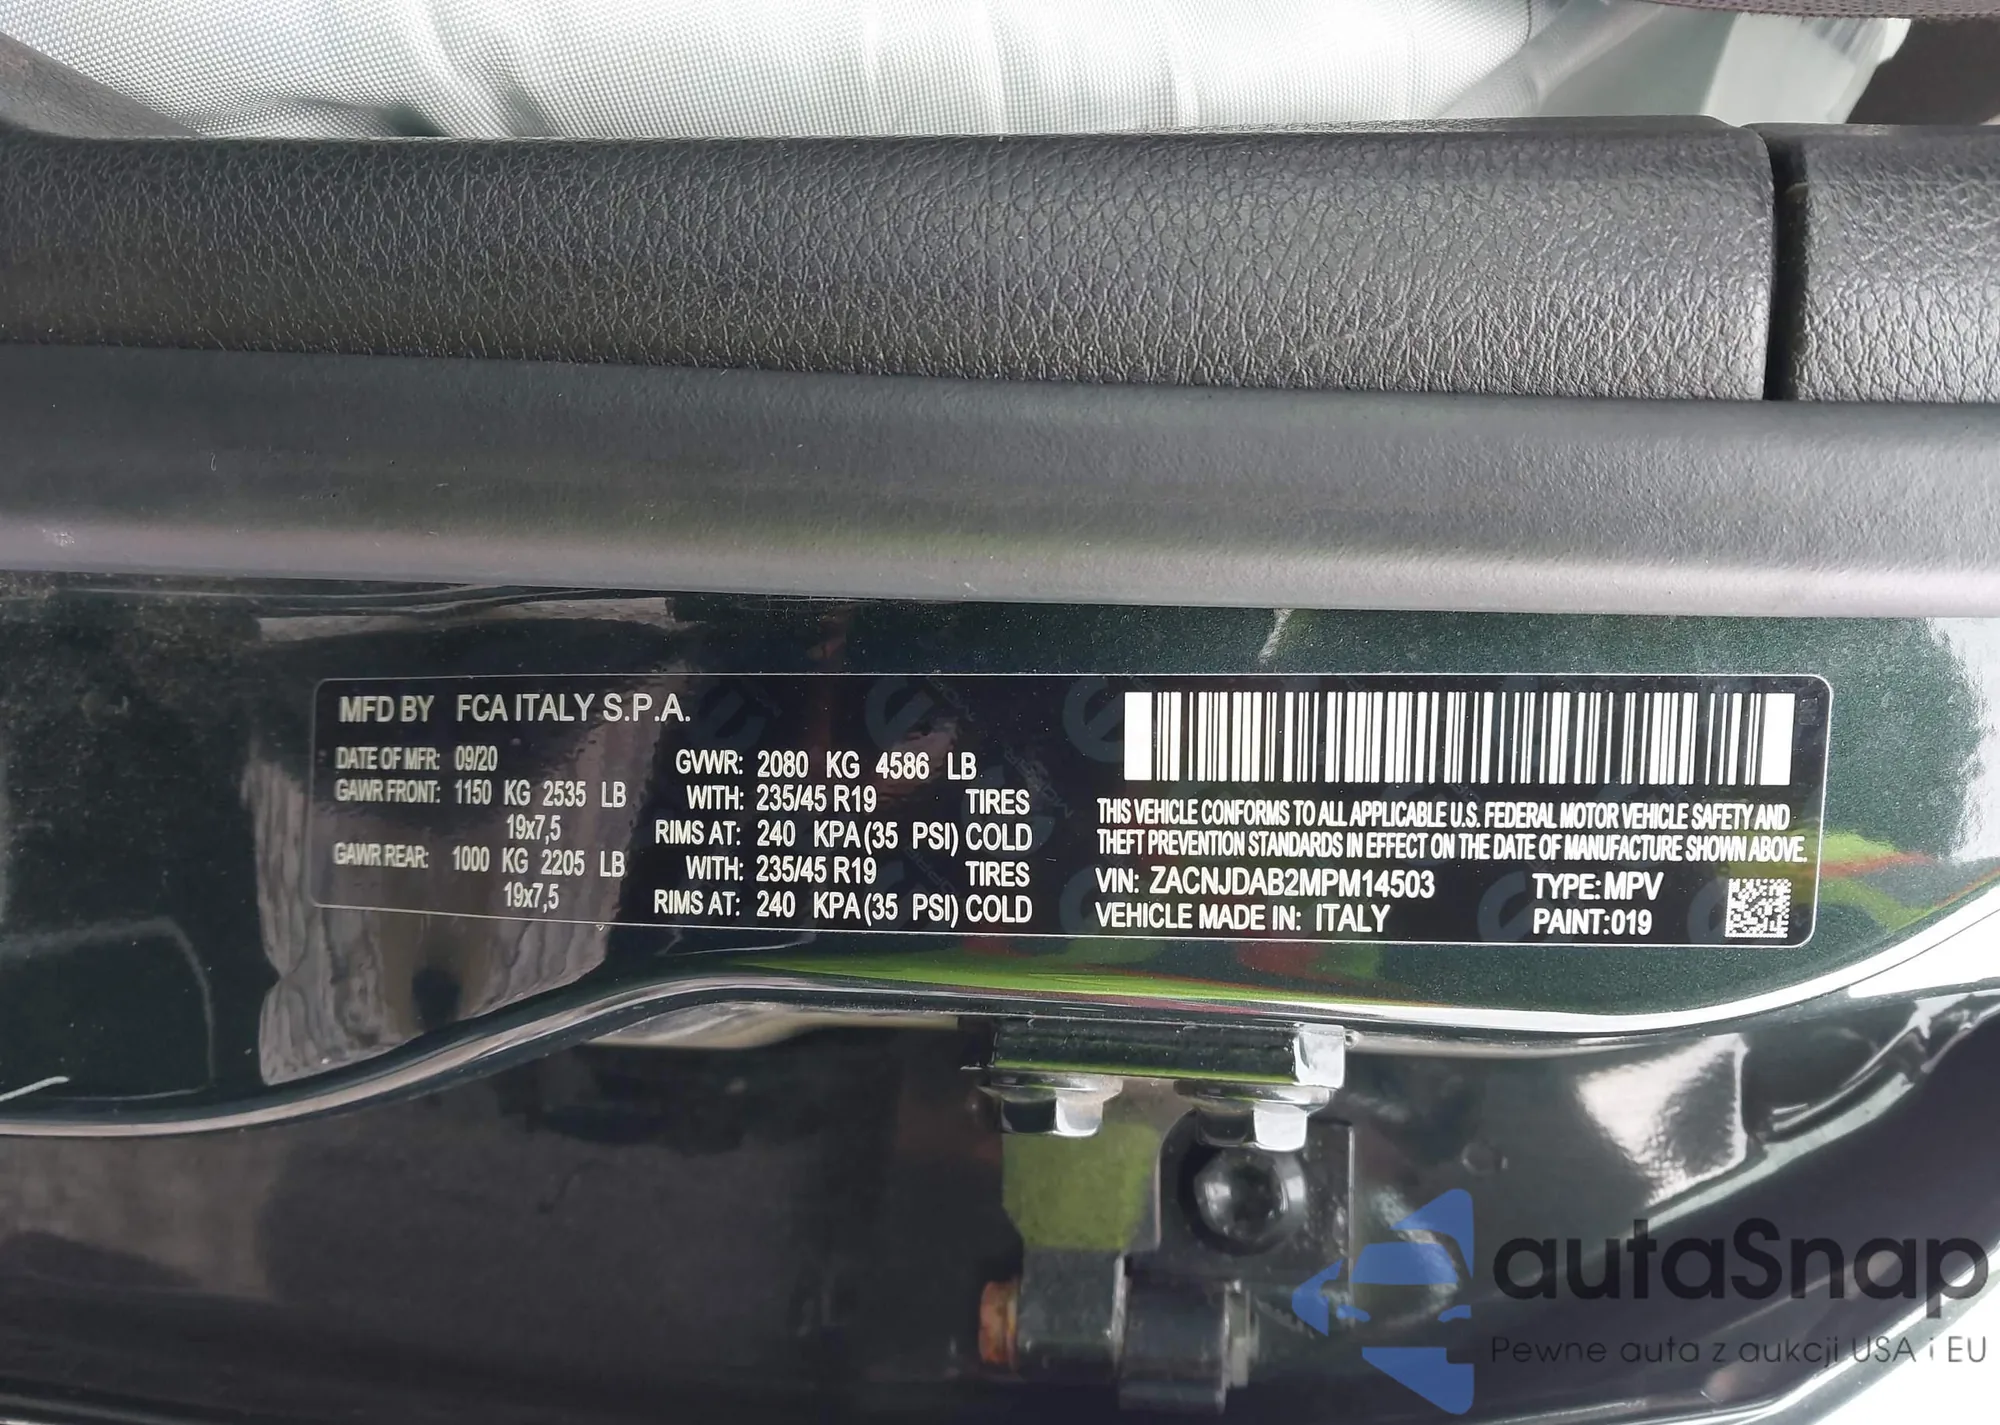 MFD BY FCA ITALY S.P.A.
DATE OF MFR: 09/20
GAWR FRONT: 1150 KG 2535 LB
19x7,5
GAWR REAR: 1000 KG 2205 LB
19x7,5
GVWR: 2080 KG 4586 LB
WITH: 235/45 R19 TIRES
RIMS AT: 240 KPA (35 PSI) COLD
WITH: 235/45 R19 TIRES
RIMS AT: 240 KPA (35 PSI) COLD
THIS VEHICLE CONFORMS TO ALL APPLICABLE U.S. FEDERAL MOTOR VEHICLE SAFETY AND
THEFT PREVENTION STANDARDS IN EFFECT ON THE DATE OF MANUFACTURE SHOWN ABOVE.
VIN: ZACNJDAB2MPM14503 TYPE: MPV
VEHICLE MADE IN: ITALY PAINT: 019
autaSnap
Pewne auta z aukcji USA i EU